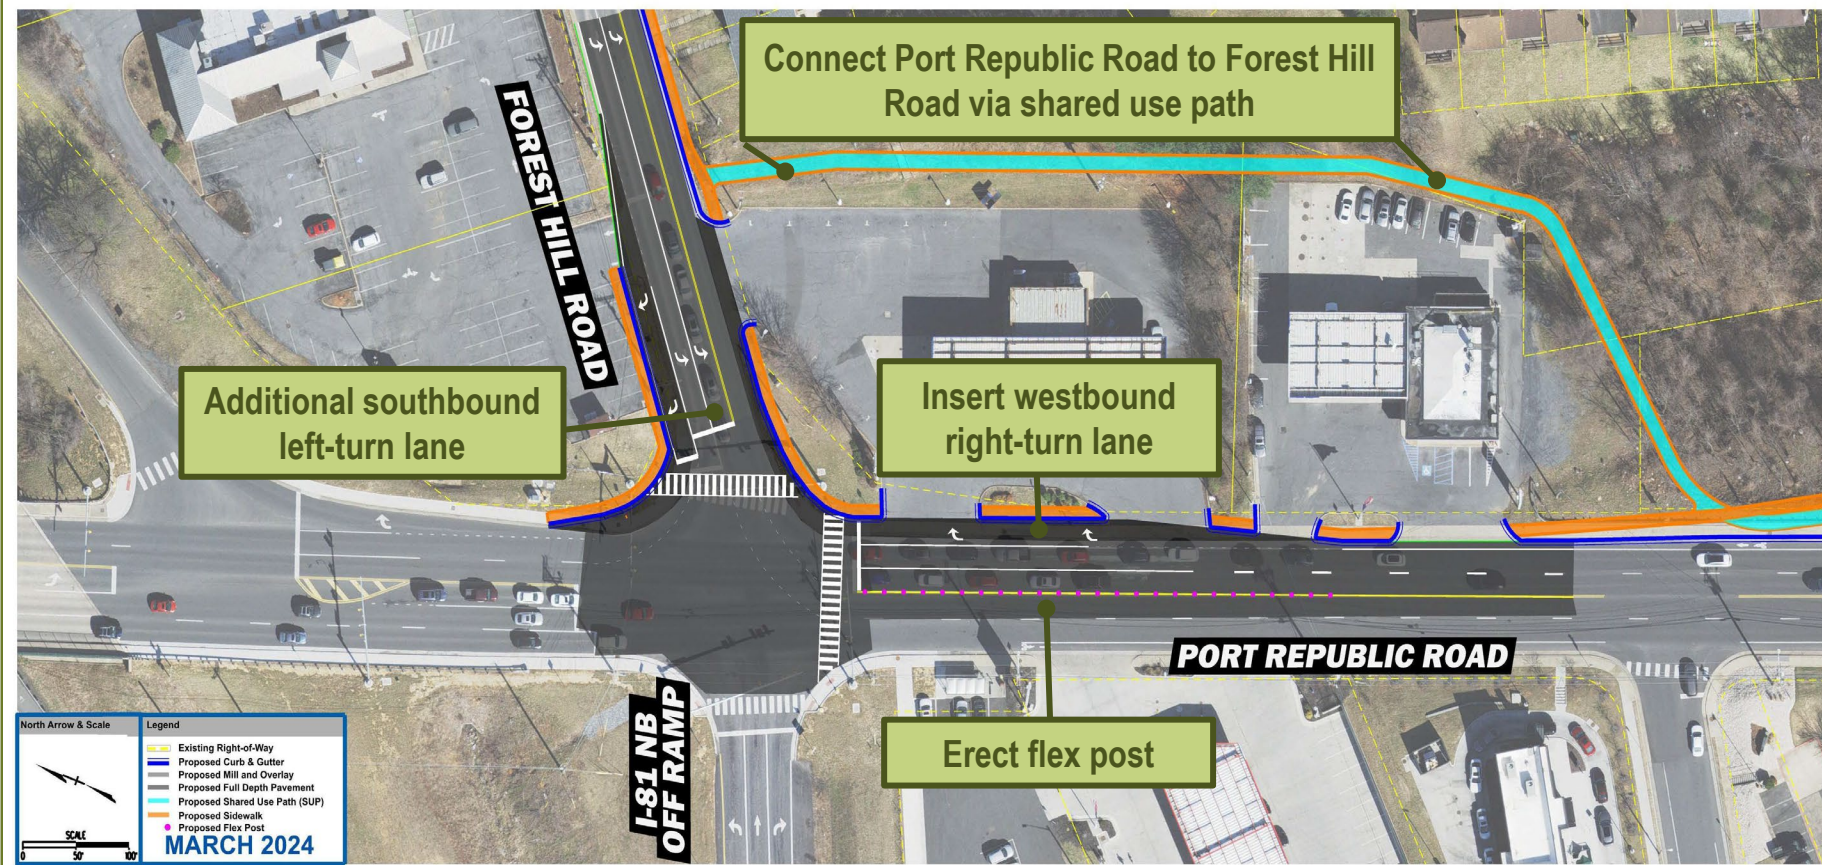 Connect Port Republic Road to Forest Hill
Road via shared use path
FOREST HILL ROAD
Additional southbound
left-turn lane
Insert westbound
right-turn lane
PORT REPUBLIC ROAD
I-81 NB
OFF RAMP
Erect flex post
North Arrow & Scale
SCALE
0 50' 100'
Legend
Existing Right-of-Way
Proposed Curb & Gutter
Proposed Mill and Overlay
Proposed Full Depth Pavement
Proposed Shared Use Path (SUP)
Proposed Sidewalk
Proposed Flex Post
MARCH 2024